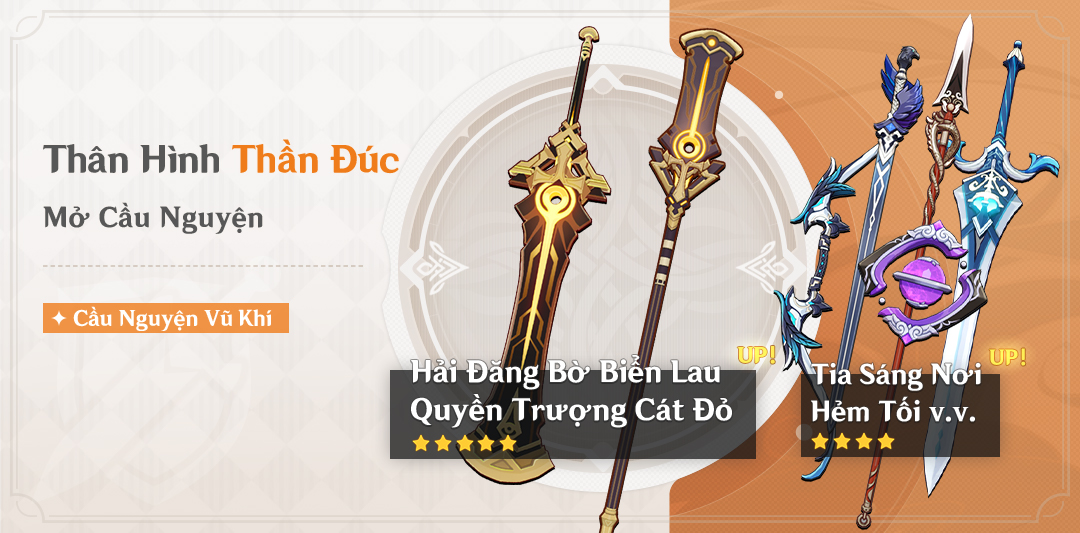 Thân Hình Thần Đúc
Mở Cầu Nguyện
✦ Cầu Nguyện Vũ Khí
UP!
Hải Đăng Bờ Biển Lau
Quyền Trượng Cát Đỏ
UP!
Tia Sáng Nơi
Hẻm Tối v.v.